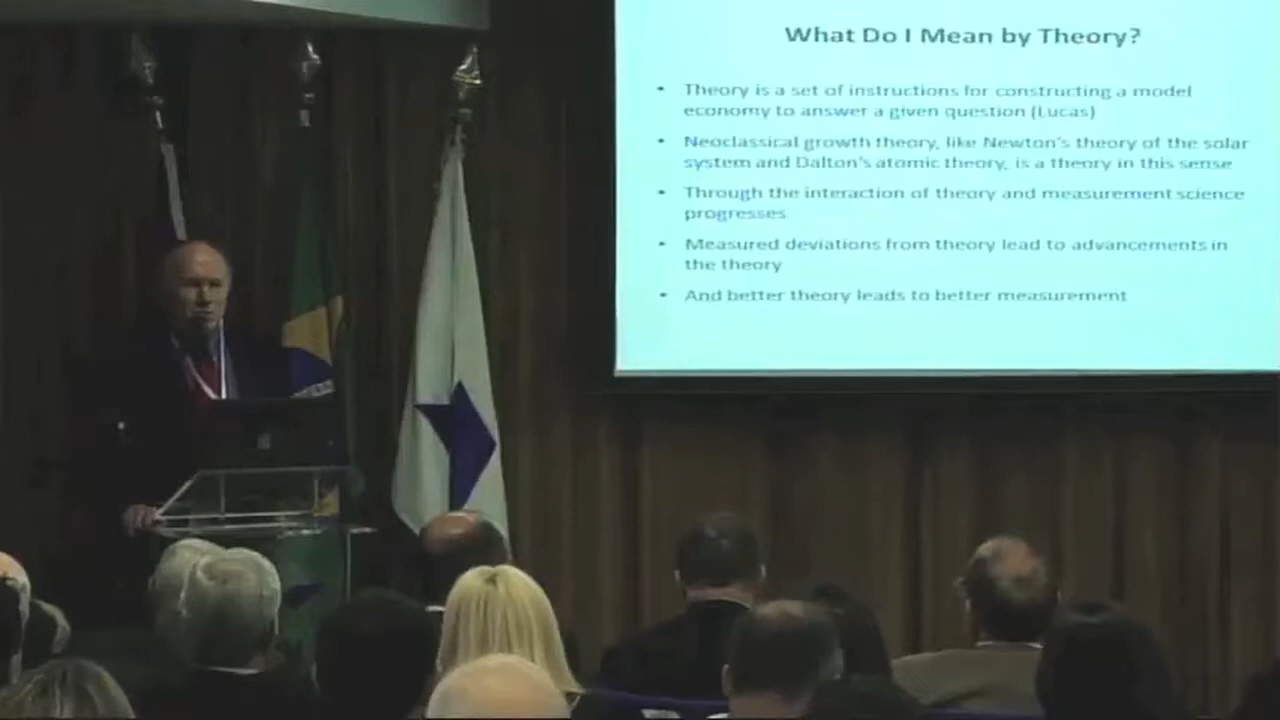 What Do I Mean by Theory?
• Theory is a set of instructions for constructing a model
economy to answer a given question (Lucas)
• Neoclassical growth theory, like Newton's theory of the solar
system and Dalton's atomic theory, is a theory in this sense
• Through the interaction of theory and measurement science
progresses
• Measured deviations from theory lead to advancements in
the theory
• And better theory leads to better measurement